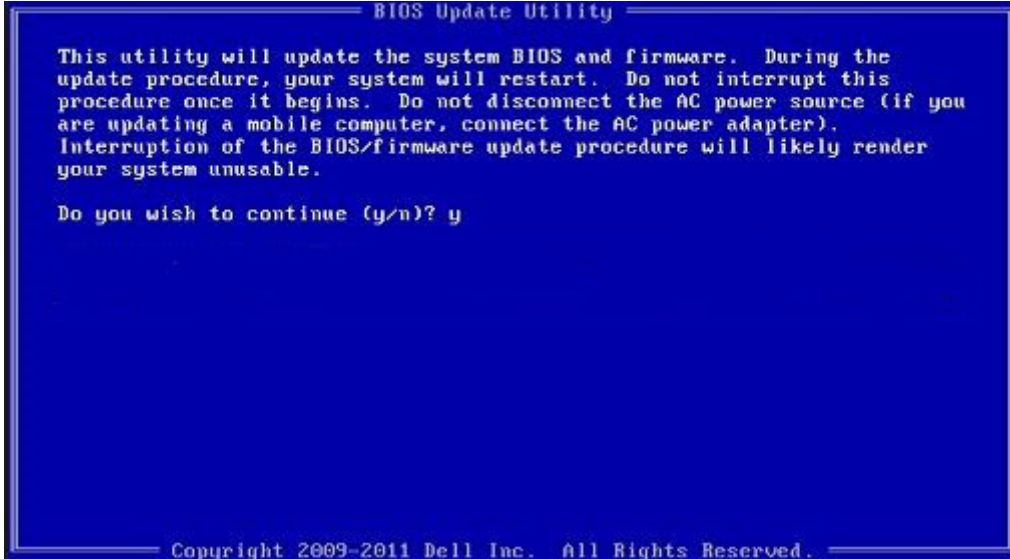 BIOS Update Utility
This utility will update the system BIOS and firmware.  During the
update procedure, your system will restart.  Do not interrupt this
procedure once it begins.  Do not disconnect the AC power source (if you
are updating a mobile computer, connect the AC power adapter).
Interruption of the BIOS/firmware update procedure will likely render
your system unusable.
Do you wish to continue (y/n)? y
Copyright 2009-2011 Dell Inc.  All Rights Reserved.